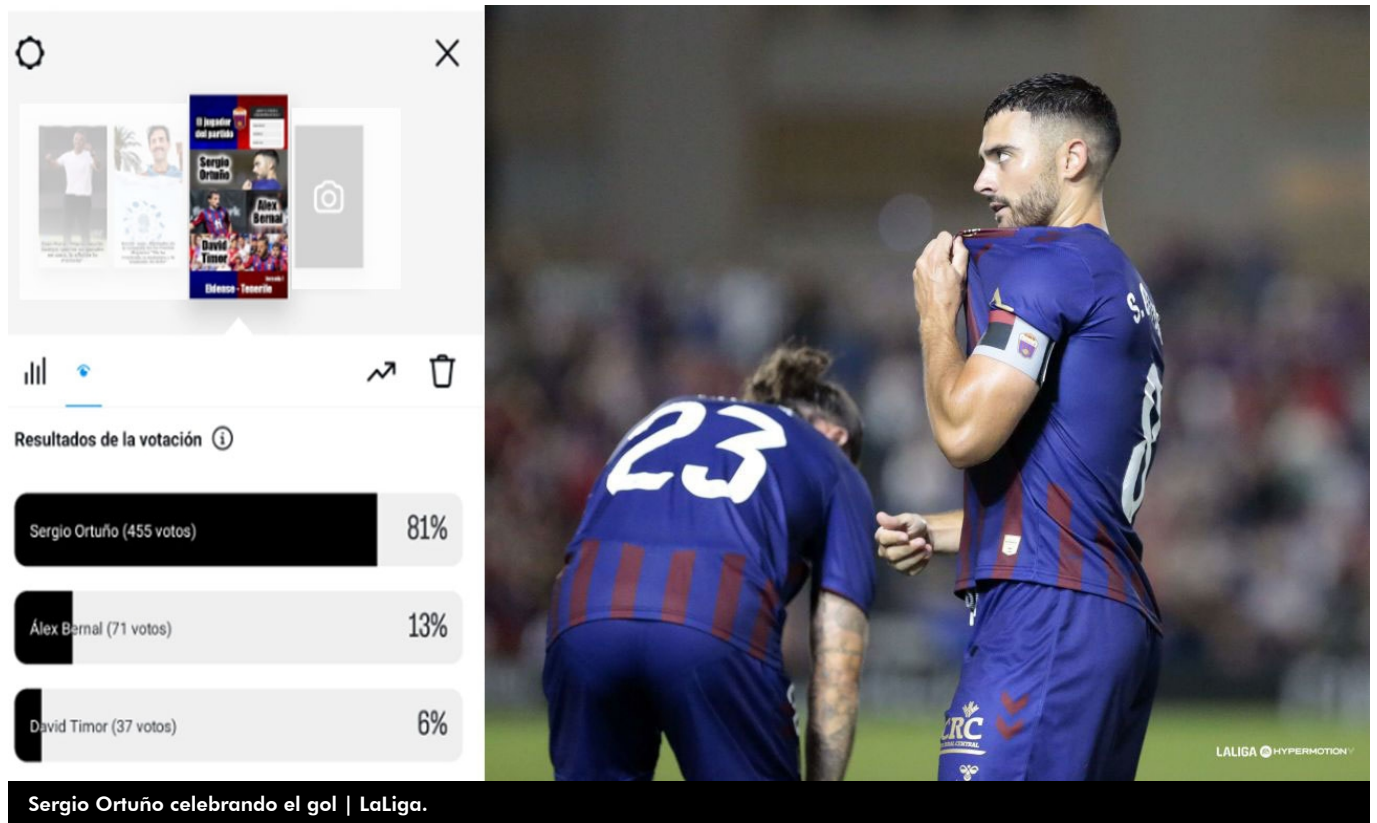 El jugador
del partido
Sergio
Ortuño
Alex
Bernal
David
Timor
Eldense - Tenerife
Resultados de la votación
Sergio Ortuño (455 votos)
81%
Álex Bernal (71 votos)
13%
David Timor (37 votos)
6%
23
S.
8
CRC
LALIGA HYPERMOTION
Sergio Ortuño celebrando el gol | LaLiga.